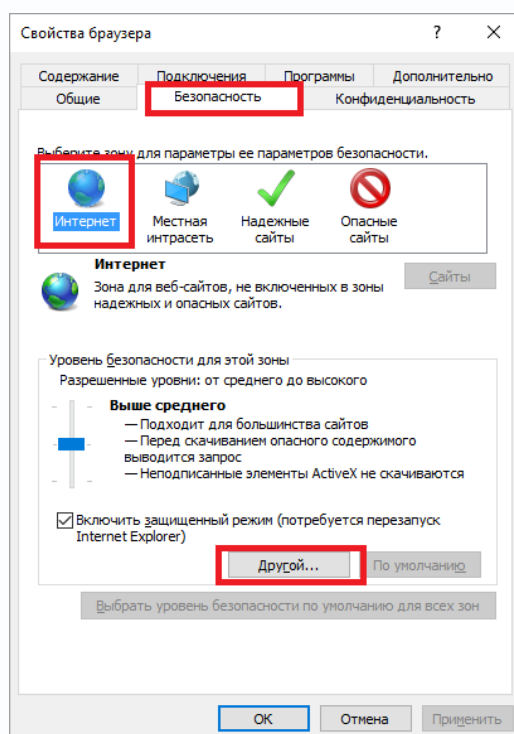 Свойства браузера
?
Содержание Подключения Программы Дополнительно
Общие Безопасность Конфиденциальность
Выберите зону для параметры ее параметров безопасности.
Интернет
Местная интрасеть
Надежные сайты
Опасные сайты
Интернет
Зона для веб-сайтов, не включенных в зоны
надежных и опасных сайтов.
Сайты
Уровень безопасности для этой зоны
Разрешенные уровни: от среднего до высокого
Выше среднего
— Подходит для большинства сайтов
— Перед скачиванием опасного содержимого
выводится запрос
— Неподписанные элементы ActiveX не скачиваются
Включить защищенный режим (потребуется перезапуск
Internet Explorer)
Другой... По умолчанию
Выбрать уровень безопасности по умолчанию для всех зон
ОК Отмена Применить